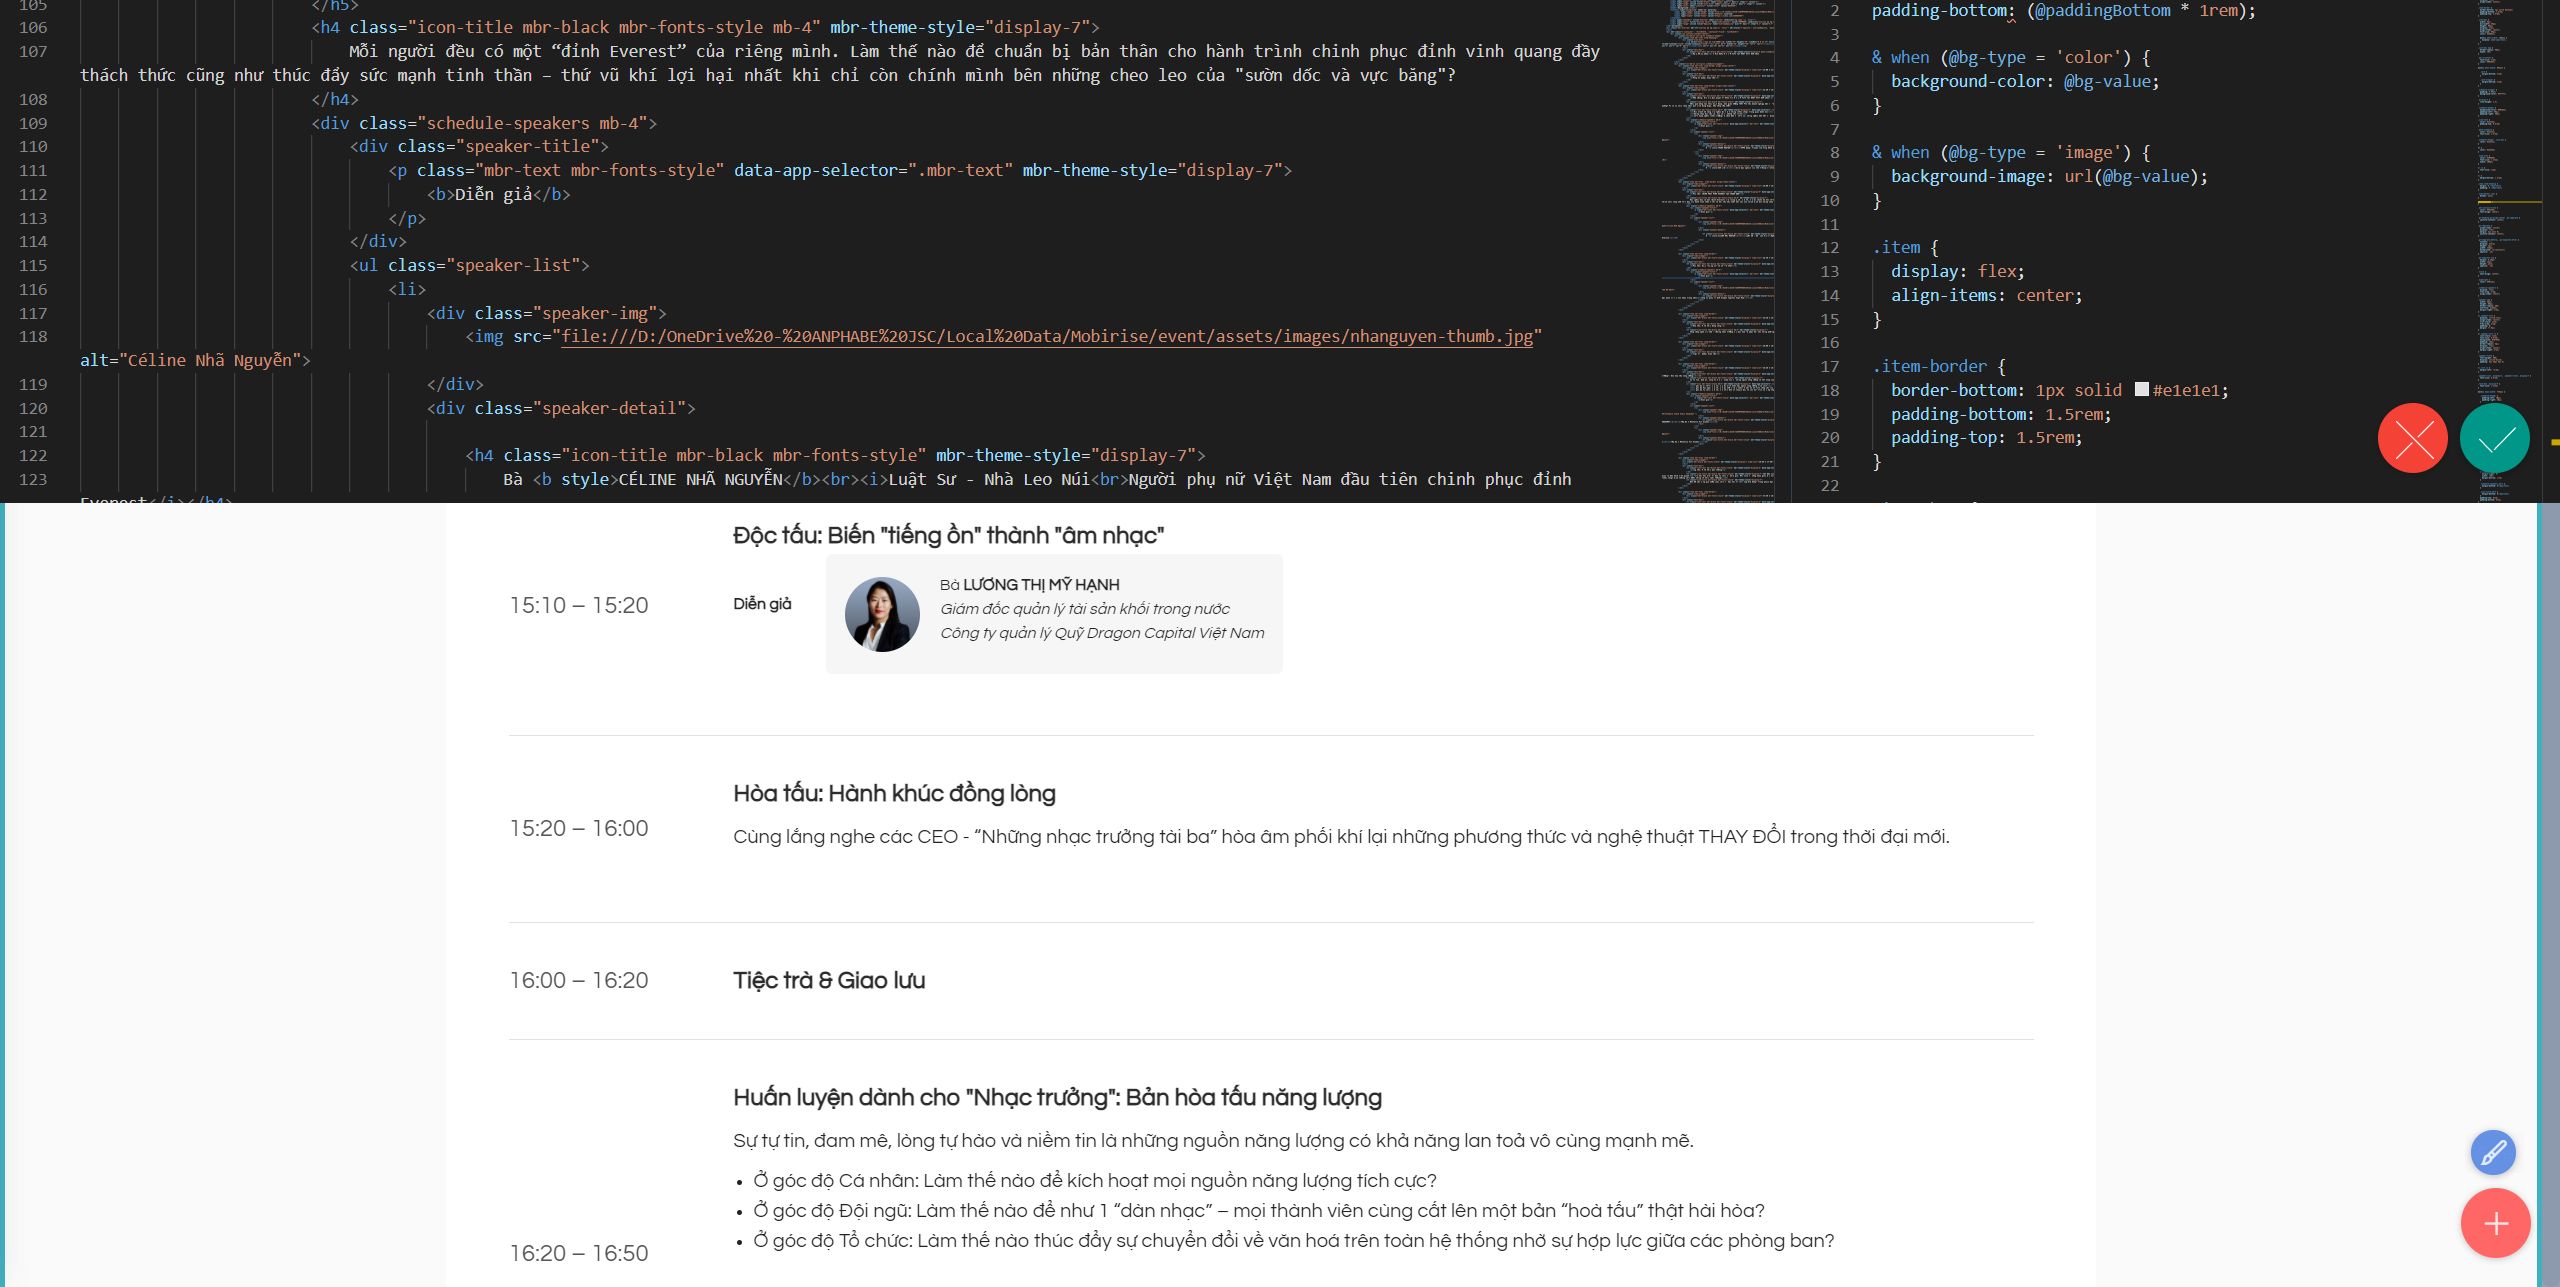 105 </h5>
106 <h4 class="icon-title mbr-black mbr-fonts-style mb-4" mbr-theme-style="display-7">
107 Mỗi người đều có một “đỉnh Everest” của riêng mình. Làm thế nào để chuẩn bị bản thân cho hành trình chinh phục đỉnh vinh quang đầy
thách thức cũng như thúc đẩy sức mạnh tinh thần – thứ vũ khí lợi hại nhất khi chỉ còn chính mình bên những cheo leo của "sườn dốc và vực băng"?
108 </h4>
109 <div class="schedule-speakers mb-4">
110 <div class="speaker-title">
111 <p class="mbr-text mbr-fonts-style" data-app-selector=".mbr-text" mbr-theme-style="display-7">
112 <b>Diễn giả</b>
113 </p>
114 </div>
115 <ul class="speaker-list">
116 <li>
117 <div class="speaker-img">
118 <img src="file:///D:/OneDrive%20-%20ANPHABE%20JSC/Local%20Data/Mobirise/event/assets/images/nhanguyen-thumb.jpg"
alt="Céline Nhã Nguyễn">
119 </div>
120 <div class="speaker-detail">
121
122 <h4 class="icon-title mbr-black mbr-fonts-style" mbr-theme-style="display-7">
123 Bà <b style>CÉLINE NHÃ NGUYỄN</b><br><i>Luật Sư - Nhà Leo Núi<br>Người phụ nữ Việt Nam đầu tiên chinh phục đỉnh
Everest</i></h4>
2 padding-bottom: (@paddingBottom * 1rem);
3
4 & when (@bg-type = 'color') {
5 background-color: @bg-value;
6 }
7
8 & when (@bg-type = 'image') {
9 background-image: url(@bg-value);
10 }
11
12 .item {
13 display: flex;
14 align-items: center;
15 }
16
17 .item-border {
18 border-bottom: 1px solid #e1e1e1;
19 padding-bottom: 1.5rem;
20 padding-top: 1.5rem;
21 }
22
Độc tấu: Biến "tiếng ồn" thành "âm nhạc"
15:10 – 15:20
Diễn giả
Bà LƯƠNG THỊ MỸ HẠNH
Giám đốc quản lý tài sản khối trong nước
Công ty quản lý Quỹ Dragon Capital Việt Nam
Hòa tấu: Hành khúc đồng lòng
15:20 – 16:00
Cùng lắng nghe các CEO - “Những nhạc trưởng tài ba” hòa âm phối khí lại những phương thức và nghệ thuật THAY ĐỔI trong thời đại mới.
16:00 – 16:20
Tiệc trà & Giao lưu
Huấn luyện dành cho "Nhạc trưởng": Bản hòa tấu năng lượng
Sự tự tin, đam mê, lòng tự hào và niềm tin là những nguồn năng lượng có khả năng lan toả vô cùng mạnh mẽ.
• Ở góc độ Cá nhân: Làm thế nào để kích hoạt mọi nguồn năng lượng tích cực?
• Ở góc độ Đội ngũ: Làm thế nào để như 1 “dàn nhạc” – mọi thành viên cùng cất lên một bản “hoà tấu” thật hài hòa?
• Ở góc độ Tổ chức: Làm thế nào thúc đẩy sự chuyển đổi về văn hoá trên toàn hệ thống nhờ sự hợp lực giữa các phòng ban?
16:20 – 16:50